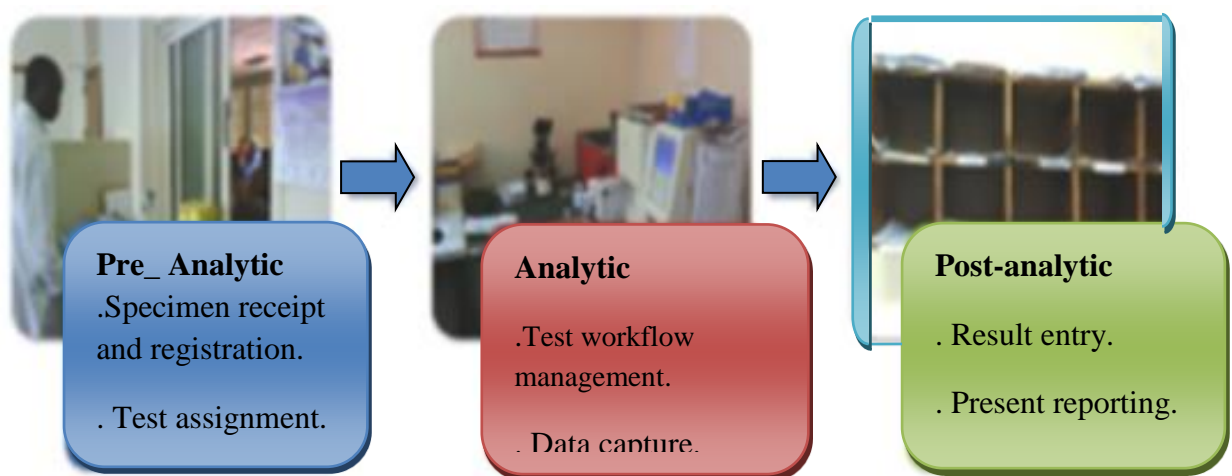 Pre_ Analytic
.Specimen receipt
and registration.
. Test assignment.
Analytic
.Test workflow
management.
. Data capture.
Post-analytic
. Result entry.
. Present reporting.